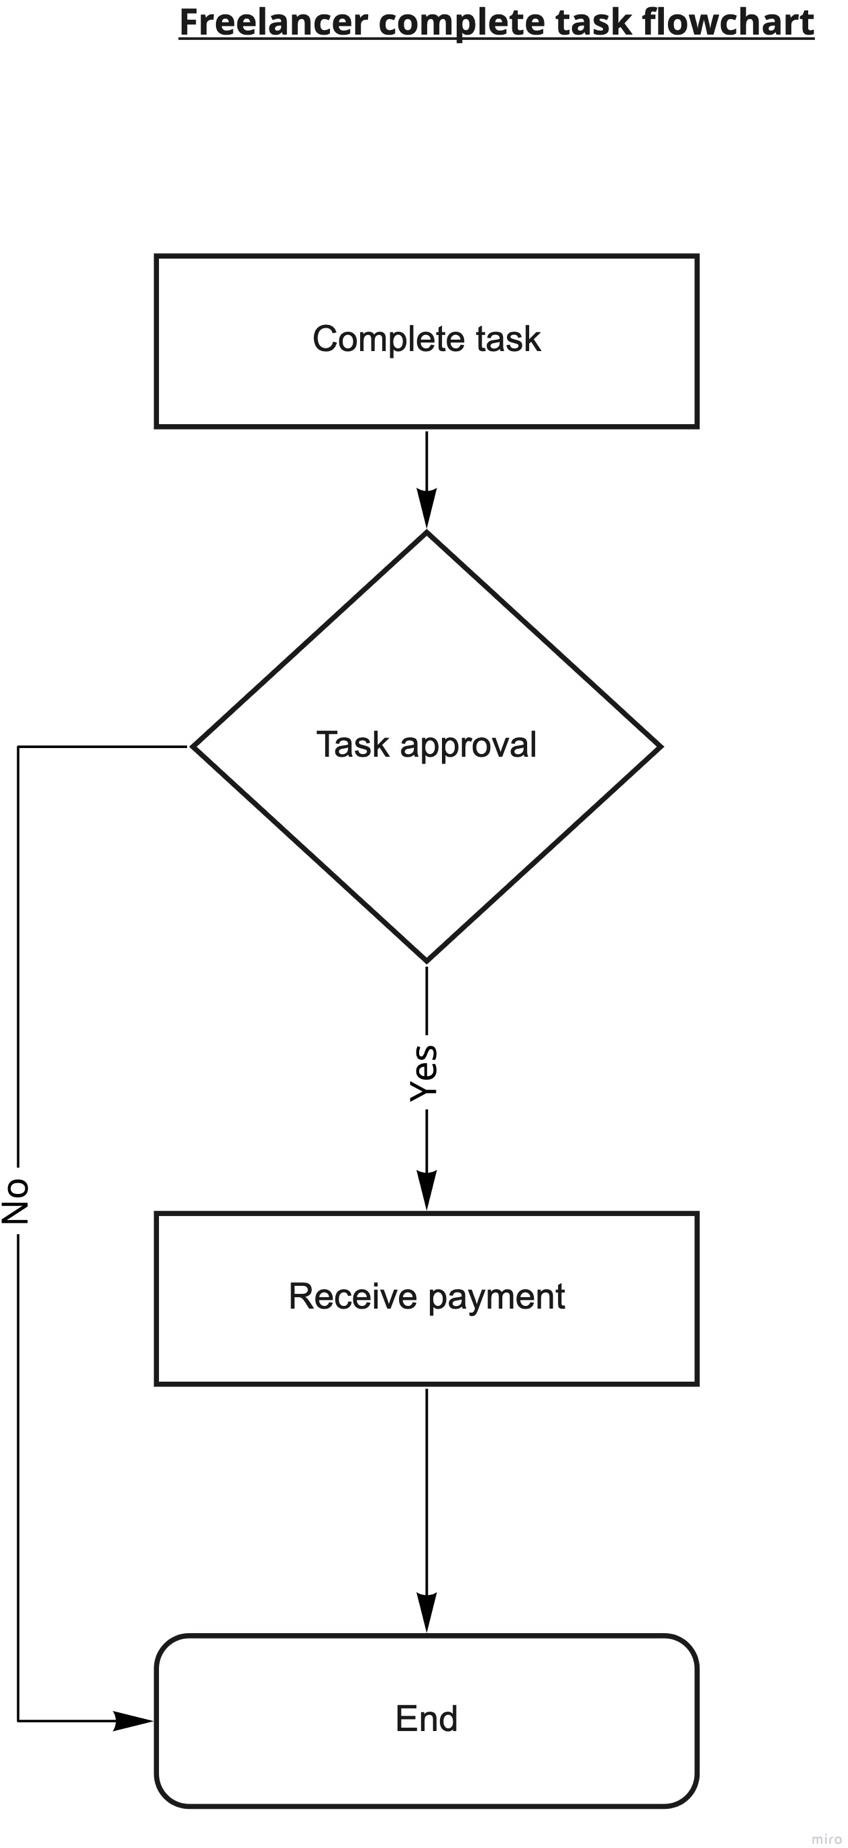 Freelancer complete task flowchart
Complete task
Task approval
Yes
No
Receive payment
End
miro